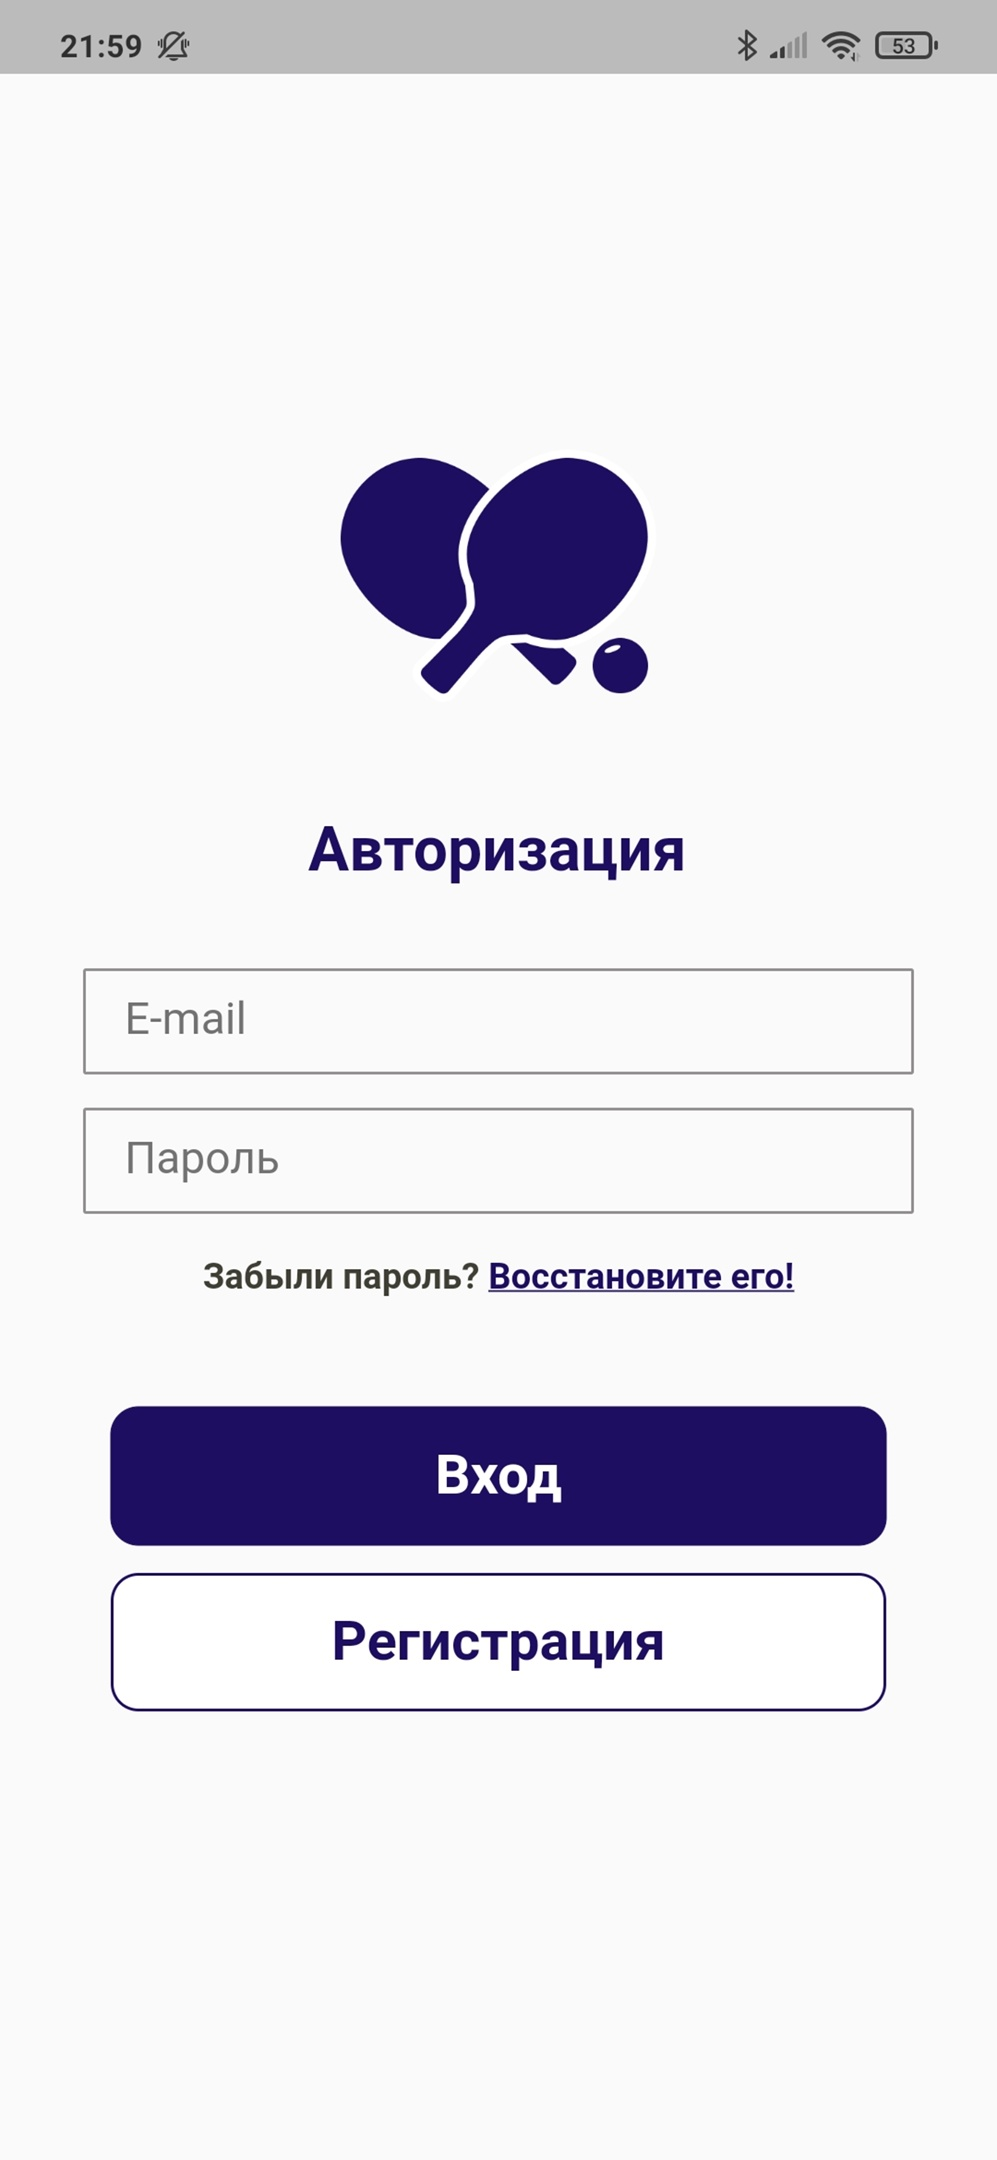 21:59
53
Авторизация
E-mail
Пароль
Забыли пароль? Восстановите его!
Вход
Регистрация